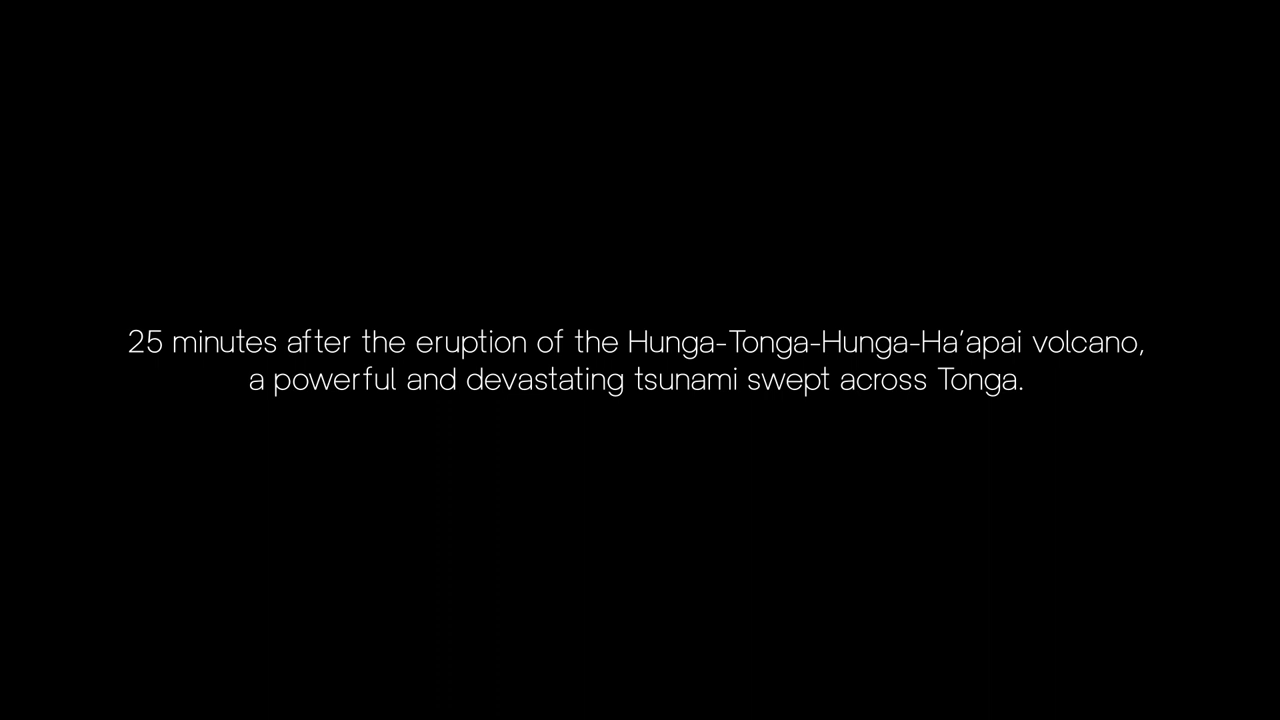 25 minutes after the eruption of the Hunga-Tonga-Hunga-Ha’apai volcano,
a powerful and devastating tsunami swept across Tonga.